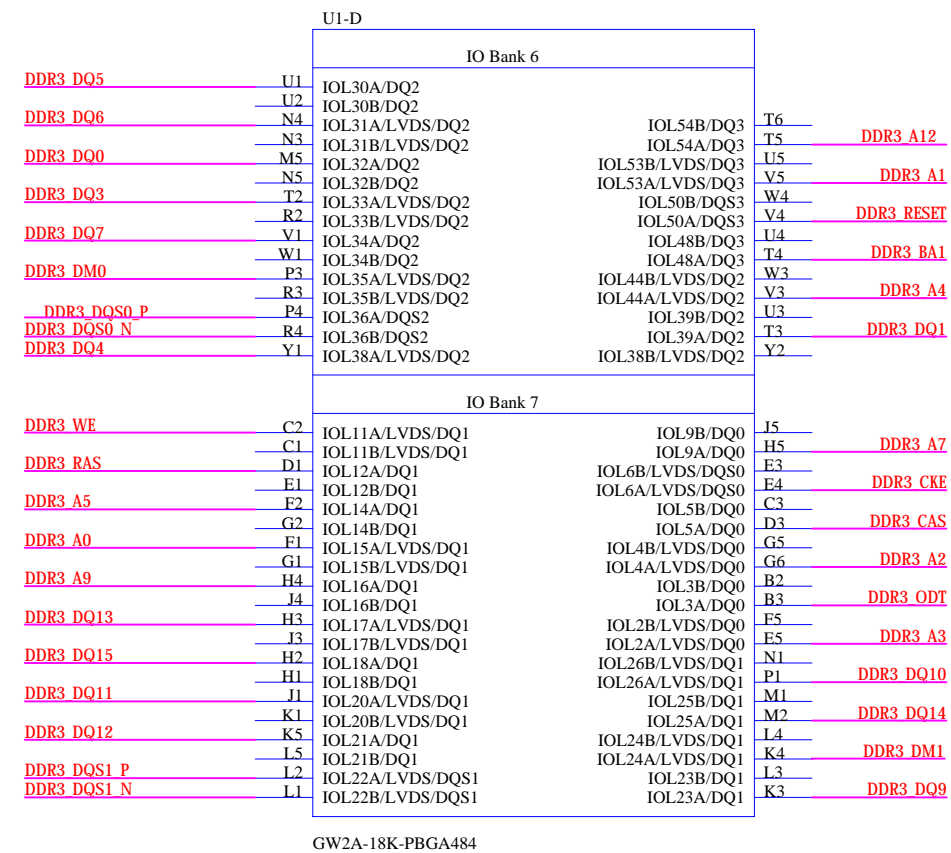 U1-D
IO Bank 6
DDR3_DQ5 U1 IOL30A/DQ2
U2 IOL30B/DQ2
DDR3_DQ6 N4 IOL31A/LVDS/DQ2 IOL54B/DQ3 T6
N3 IOL31B/LVDS/DQ2 IOL54A/DQ3 T5 DDR3_A12
DDR3_DQ0 M5 IOL32A/DQ2 IOL53B/LVDS/DQ3 U5
N5 IOL32B/DQ2 IOL53A/LVDS/DQ3 V5 DDR3_A1
DDR3_DQ3 T2 IOL33A/LVDS/DQ2 IOL50B/DQS3 W4
R2 IOL33B/LVDS/DQ2 IOL50A/DQS3 V4 DDR3_RESET
DDR3_DQ7 V1 IOL34A/DQ2 IOL48B/DQ3 U4
W1 IOL34B/DQ2 IOL48A/DQ3 T4 DDR3_BA1
DDR3_DM0 P3 IOL35A/LVDS/DQ2 IOL44B/LVDS/DQ2 W3
R3 IOL35B/LVDS/DQ2 IOL44A/LVDS/DQ2 V3 DDR3_A4
DDR3_DQS0_P P4 IOL36A/DQS2 IOL39B/DQ2 U3
DDR3_DQS0_N R4 IOL36B/DQS2 IOL39A/DQ2 T3 DDR3_DQ1
DDR3_DQ4 Y1 IOL38A/LVDS/DQ2 IOL38B/LVDS/DQ2 Y2
IO Bank 7
DDR3_WE C2 IOL11A/LVDS/DQ1 IOL9B/DQ0 J5
C1 IOL11B/LVDS/DQ1 IOL9A/DQ0 H5 DDR3_A7
DDR3_RAS D1 IOL12A/DQ1 IOL6B/LVDS/DQS0 E3
E1 IOL12B/DQ1 IOL6A/LVDS/DQS0 E4 DDR3_CKE
DDR3_A5 F2 IOL14A/DQ1 IOL5B/DQ0 C3
G2 IOL14B/DQ1 IOL5A/DQ0 D3 DDR3_CAS
DDR3_A0 F1 IOL15A/LVDS/DQ1 IOL4B/LVDS/DQ0 G5
G1 IOL15B/LVDS/DQ1 IOL4A/LVDS/DQ0 G6 DDR3_A2
DDR3_A9 H4 IOL16A/DQ1 IOL3B/DQ0 B2
J4 IOL16B/DQ1 IOL3A/DQ0 B3 DDR3_ODT
DDR3_DQ13 H3 IOL17A/LVDS/DQ1 IOL2B/LVDS/DQ0 F5
J3 IOL17B/LVDS/DQ1 IOL2A/LVDS/DQ0 E5 DDR3_A3
DDR3_DQ15 H2 IOL18A/DQ1 IOL26B/LVDS/DQ1 N1
H1 IOL18B/DQ1 IOL26A/LVDS/DQ1 P1 DDR3_DQ10
DDR3_DQ11 J1 IOL20A/LVDS/DQ1 IOL25B/DQ1 M1
K1 IOL20B/LVDS/DQ1 IOL25A/DQ1 M2 DDR3_DQ14
DDR3_DQ12 K5 IOL21A/DQ1 IOL24B/LVDS/DQ1 L4
L5 IOL21B/DQ1 IOL24A/LVDS/DQ1 K4 DDR3_DM1
DDR3_DQS1_P L2 IOL22A/LVDS/DQS1 IOL23B/DQ1 L3
DDR3_DQS1_N L1 IOL22B/LVDS/DQS1 IOL23A/DQ1 K3 DDR3_DQ9
GW2A-18K-PBGA484